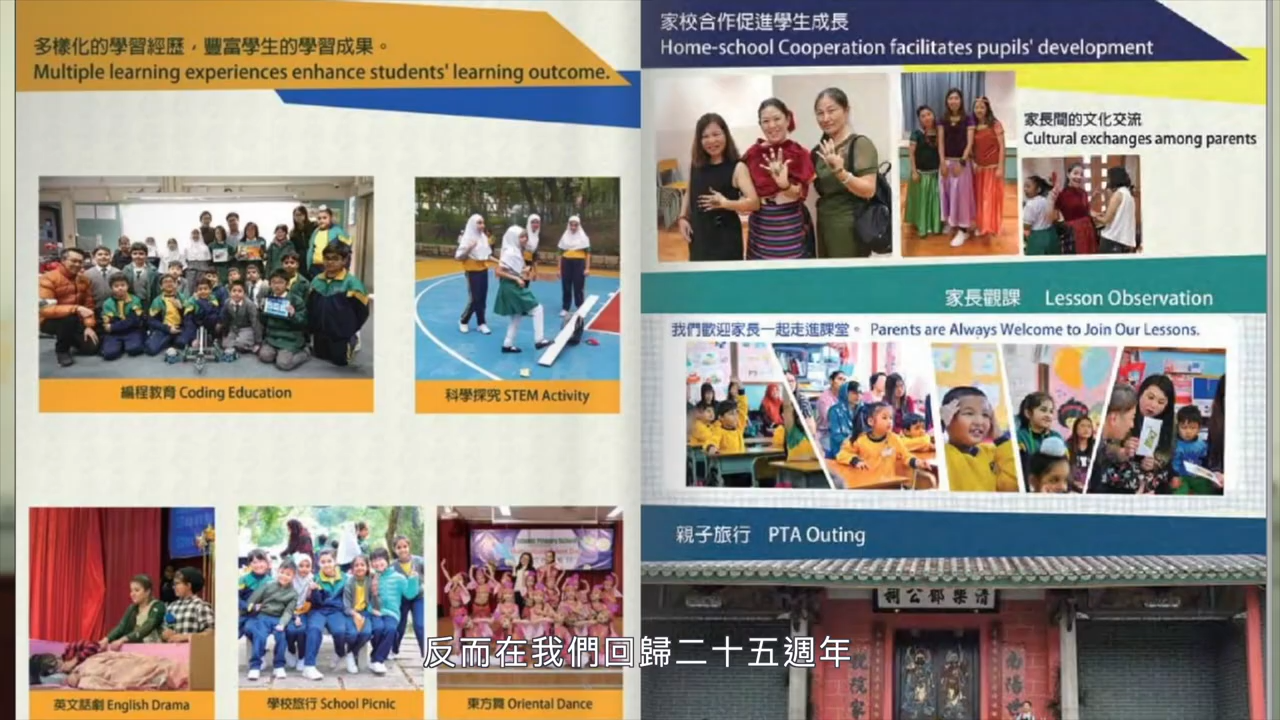 多樣化的學習經歷，豐富學生的學習成果。
Multiple learning experiences enhance students' learning outcome.
編程教育 Coding Education
科學探究 STEM Activity
英文話劇 English Drama
學校旅行 School Picnic
東方舞 Oriental Dance
家校合作促進學生成長
Home-school Cooperation facilitates pupils' development
家長間的文化交流
Cultural exchanges among parents
家長觀課 Lesson Observation
我們歡迎家長一起走進課堂。 Parents are Always Welcome to Join Our Lessons.
親子旅行 PTA Outing
清樂鄧公祠
反而在我們回歸二十五週年